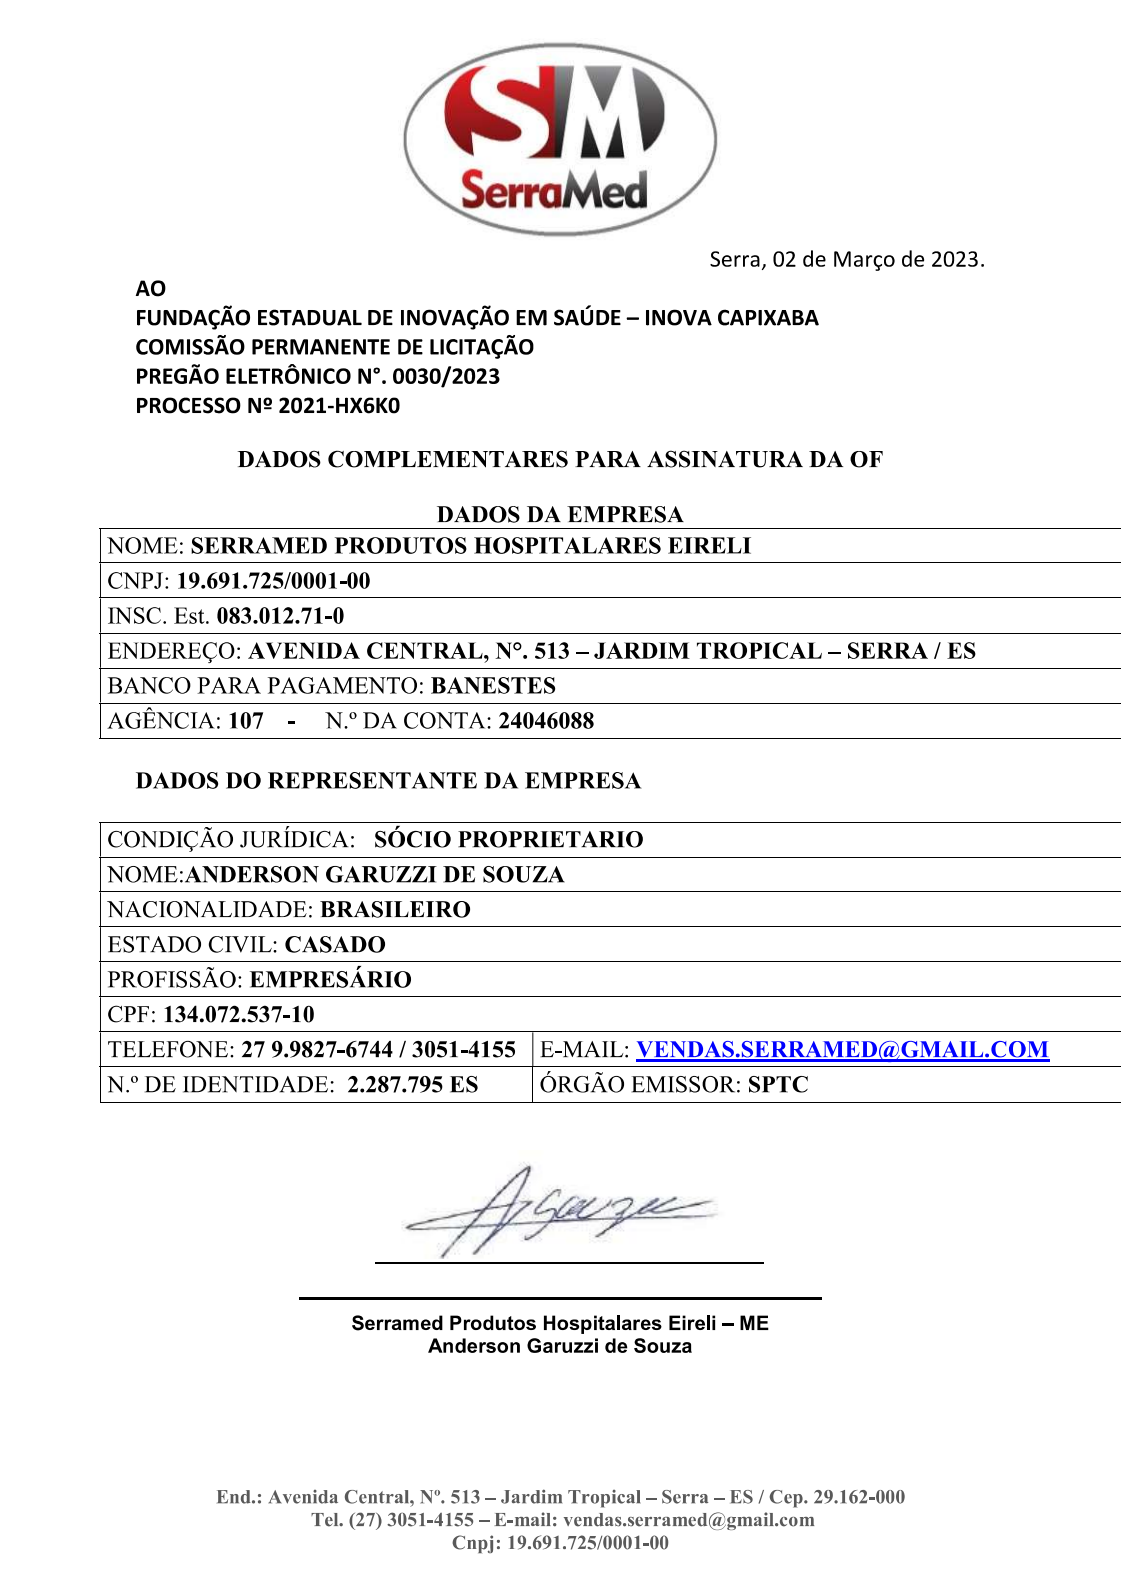 SM
SerraMed
Serra, 02 de Março de 2023.
AO
FUNDAÇÃO ESTADUAL DE INOVAÇÃO EM SAÚDE – INOVA CAPIXABA
COMISSÃO PERMANENTE DE LICITAÇÃO
PREGÃO ELETRÔNICO N°. 0030/2023
PROCESSO Nº 2021-HX6K0
DADOS COMPLEMENTARES PARA ASSINATURA DA OF
DADOS DA EMPRESA
NOME: SERRAMED PRODUTOS HOSPITALARES EIRELI
CNPJ: 19.691.725/0001-00
INSC. Est. 083.012.71-0
ENDEREÇO: AVENIDA CENTRAL, N°. 513 – JARDIM TROPICAL – SERRA / ES
BANCO PARA PAGAMENTO: BANESTES
AGÊNCIA: 107 - N.º DA CONTA: 24046088
DADOS DO REPRESENTANTE DA EMPRESA
CONDIÇÃO JURÍDICA: SÓCIO PROPRIETARIO
NOME:ANDERSON GARUZZI DE SOUZA
NACIONALIDADE: BRASILEIRO
ESTADO CIVIL: CASADO
PROFISSÃO: EMPRESÁRIO
CPF: 134.072.537-10
TELEFONE: 27 9.9827-6744 / 3051-4155 E-MAIL: VENDAS.SERRAMED@GMAIL.COM
N.º DE IDENTIDADE: 2.287.795 ES ÓRGÃO EMISSOR: SPTC
Serramed Produtos Hospitalares Eireli – ME
Anderson Garuzzi de Souza
End.: Avenida Central, Nº. 513 – Jardim Tropical – Serra – ES / Cep. 29.162-000
Tel. (27) 3051-4155 – E-mail: vendas.serramed@gmail.com
Cnpj: 19.691.725/0001-00